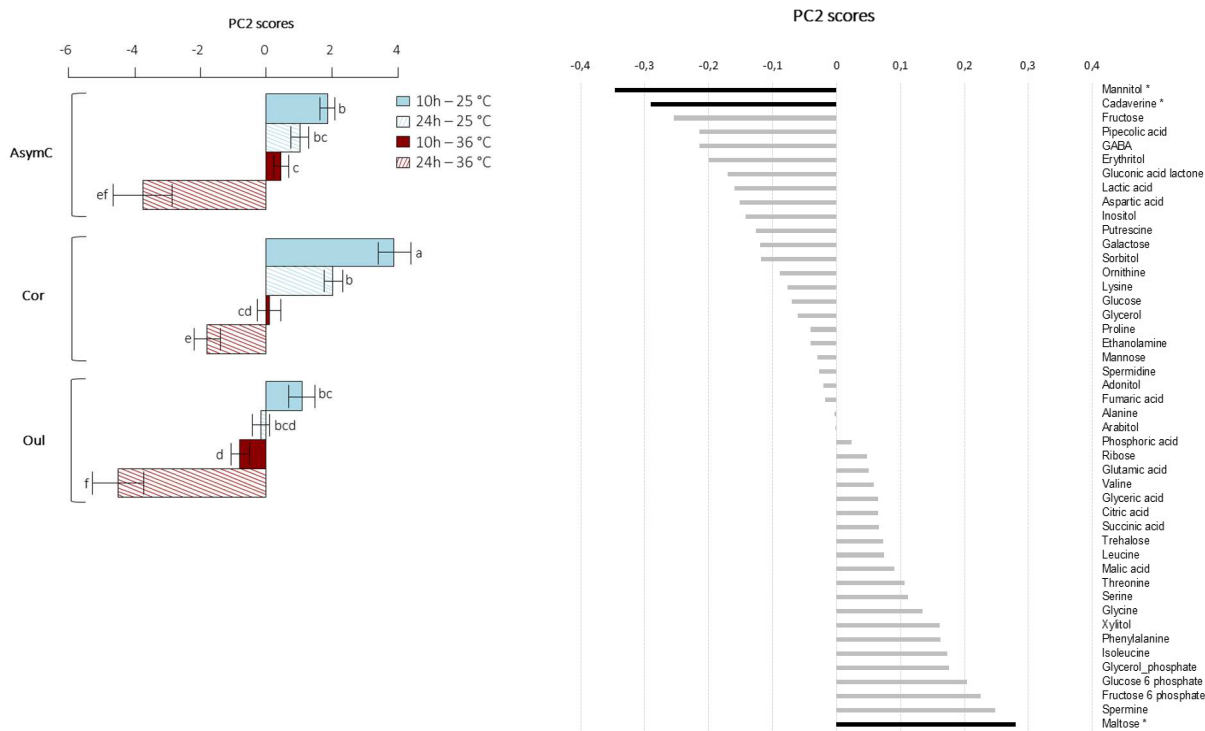 PC2 scores
-6 -4 -2 0 2 4
10h – 25 °C
24h – 25 °C
10h – 36 °C
24h – 36 °C
AsymC
b
bc
c
ef
Cor
a
b
cd
e
Oul
bc
bcd
d
f
PC2 scores
-0,4 -0,3 -0,2 -0,1 0 0,1 0,2 0,3 0,4
Mannitol *
Cadaverine *
Fructose
Pipecolic acid
GABA
Erythritol
Gluconic acid lactone
Lactic acid
Aspartic acid
Inositol
Putrescine
Galactose
Sorbitol
Ornithine
Lysine
Glucose
Glycerol
Proline
Ethanolamine
Mannose
Spermidine
Adonitol
Fumaric acid
Alanine
Arabitol
Phosphoric acid
Ribose
Glutamic acid
Valine
Glyceric acid
Citric acid
Succinic acid
Trehalose
Leucine
Malic acid
Threonine
Serine
Glycine
Xylitol
Phenylalanine
Isoleucine
Glycerol_phosphate
Glucose 6 phosphate
Fructose 6 phosphate
Spermine
Maltose *